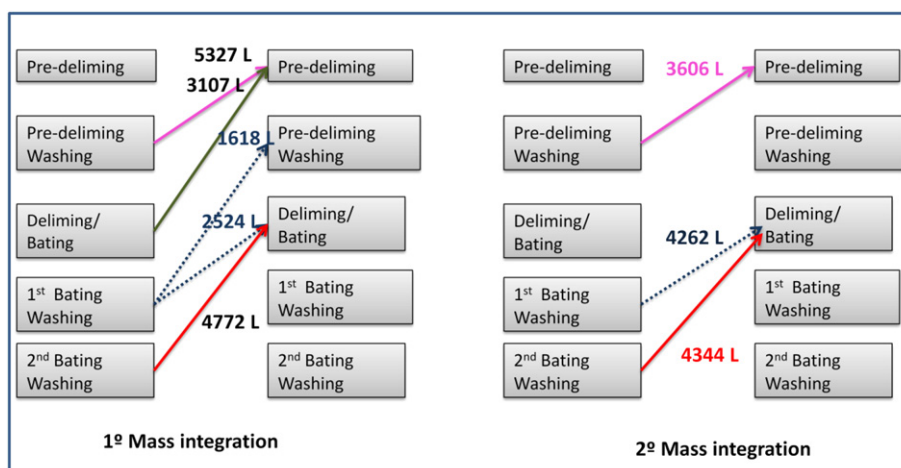 5327 L
3107 L
Pre-deliming
Pre-deliming
Pre-deliming
Washing
1618 L
Pre-deliming
Washing
Deliming/
Bating
2524 L
Deliming/
Bating
1st Bating
Washing
4772 L
1st Bating
Washing
2nd Bating
Washing
2nd Bating
Washing
1º Mass integration
Pre-deliming
3606 L
Pre-deliming
Pre-deliming
Washing
Pre-deliming
Washing
Deliming/
Bating
4262 L
Deliming/
Bating
1st Bating
Washing
1st Bating
Washing
2nd Bating
Washing
4344 L
2nd Bating
Washing
2º Mass integration